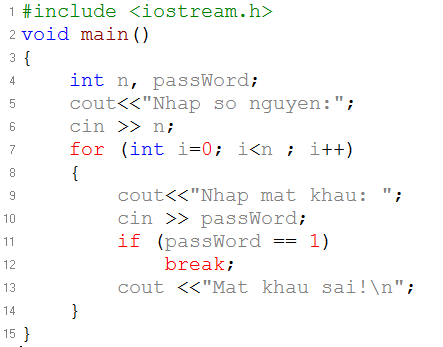 1 #include <iostream.h>
2 void main()
3 {
4     int n, passWord;
5     cout<<"Nhap so nguyen:";
6     cin >> n;
7     for (int i=0; i<n ; i++)
8     {
9         cout<<"Nhap mat khau: ";
10         cin >> passWord;
11         if (passWord == 1)
12             break;
13         cout <<"Mat khau sai!\n";
14     }
15 }